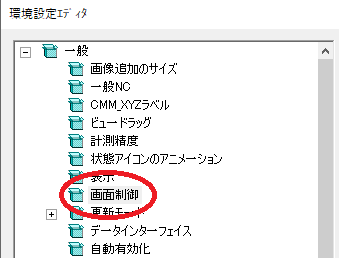 環境設定ｴﾃﾞｨﾀ
一般
画像追加のサイズ
一般NC
CMM_XYZラベル
ビュードラッグ
計測精度
状態アイコンのアニメーション
表示
画面制御
更新モード
データインターフェイス
自動有効化